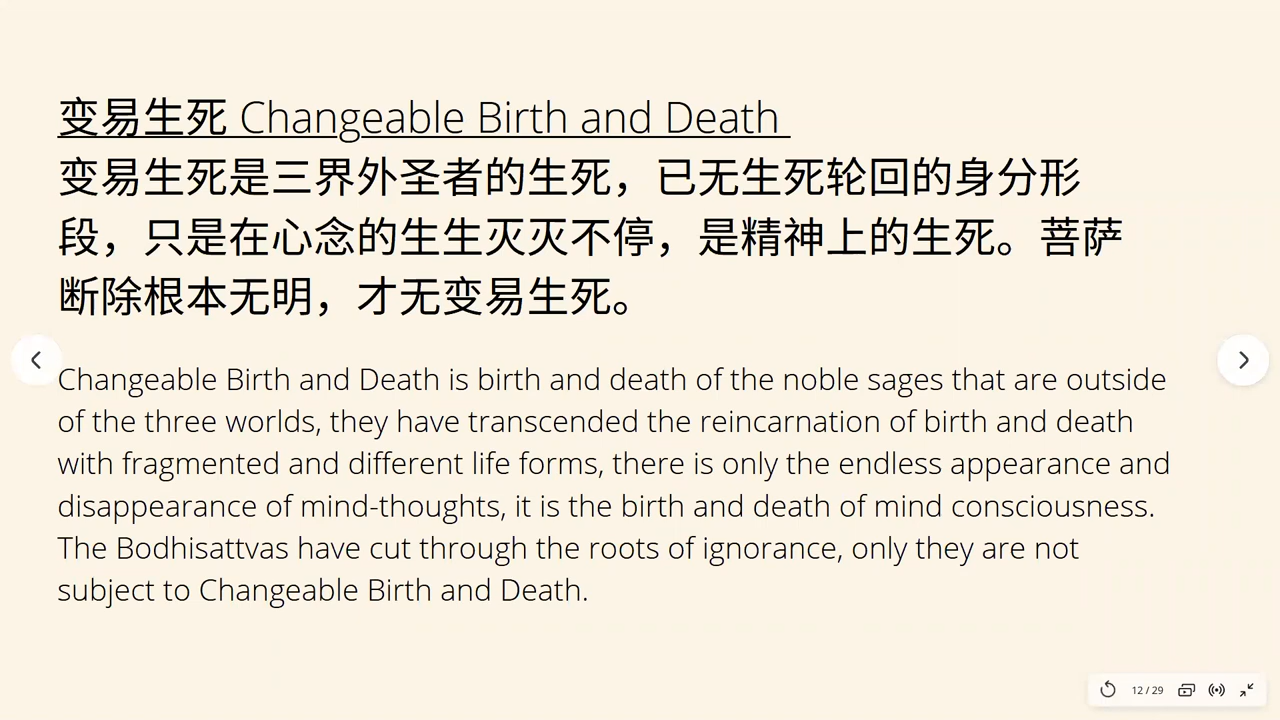 变易生死 Changeable Birth and Death
变易生死是三界外圣者的生死，已无生死轮回的身分形
段，只是在心念的生生灭灭不停，是精神上的生死。菩萨
断除根本无明，才无变易生死。
Changeable Birth and Death is birth and death of the noble sages that are outside
of the three worlds, they have transcended the reincarnation of birth and death
with fragmented and different life forms, there is only the endless appearance and
disappearance of mind-thoughts, it is the birth and death of mind consciousness.
The Bodhisattvas have cut through the roots of ignorance, only they are not
subject to Changeable Birth and Death.
12 / 29